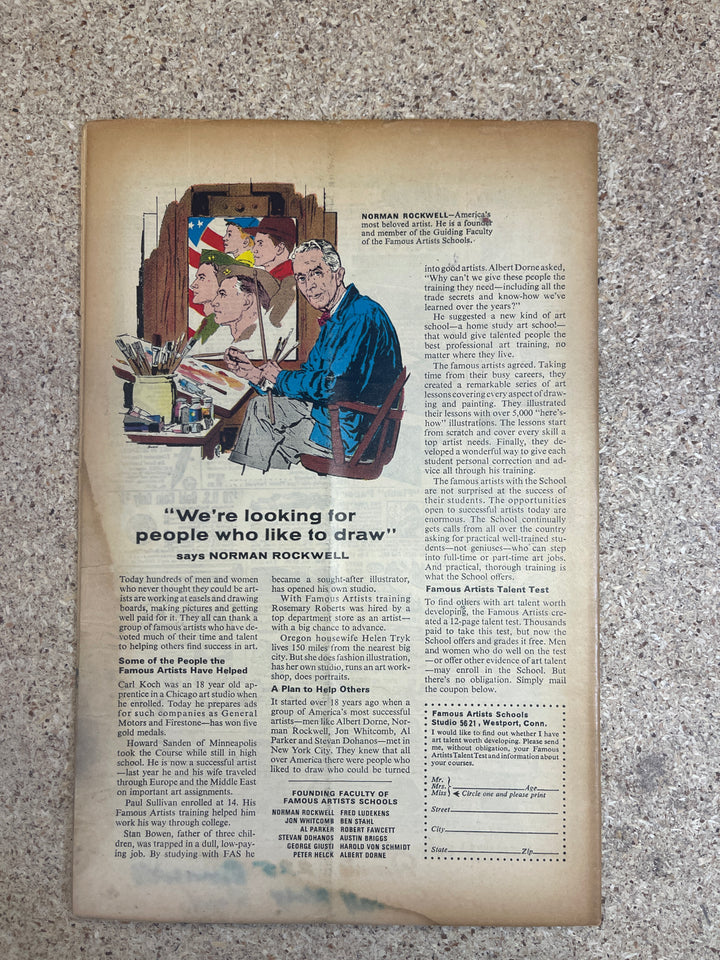 NORMAN ROCKWELL—America's
most beloved artist. He is a founder
and member of the Guiding Faculty
of the Famous Artists Schools.
"We're looking for
people who like to draw"
says NORMAN ROCKWELL
Today hundreds of men and women
who never thought they could be art-
ists are working at easels and drawing
boards, making pictures and getting
well paid for it. They all can thank a
group of famous artists who have de-
voted much of their time and talent
to helping others find success in art.
Some of the People the
Famous Artists Have Helped
Carl Koch was an 18 year old ap-
prentice in a Chicago art studio when
he enrolled. Today he prepares ads
for such companies as General
Motors and Firestone—has won five
gold medals.
Howard Sanden of Minneapolis
took the Course while still in high
school. He is now a successful artist
—last year he and his wife traveled
through Europe and the Middle East
on important art assignments.
Paul Sullivan enrolled at 14. His
Famous Artists training helped him
work his way through college.
Stan Bowen, father of three chil-
dren, was trapped in a dull, low-pay-
ing job. By studying with FAS he
became a sought-after illustrator,
has opened his own studio.
With Famous Artists training
Rosemary Roberts was hired by a
top department store as an artist—
with a big chance to advance.
Oregon housewife Helen Tryk
lives 150 miles from the nearest big
city. But she does fashion illustration,
has her own studio, runs an art work-
shop, does portraits.
A Plan to Help Others
It started over 18 years ago when a
group of America's most successful
artists—men like Albert Dorne, Nor-
man Rockwell, Jon Whitcomb, Al
Parker and Stevan Dohanos—met in
New York City. They knew that all
over America there were people who
liked to draw who could be turned
into good artists. Albert Dorne asked,
"Why can't we give these people the
training they need—including all the
trade secrets and know-how we've
learned over the years?"
He suggested a new kind of art
school—a home study art school—
that would give talented people the
best professional art training, no
matter where they live.
The famous artists agreed. Taking
time from their busy careers, they
created a remarkable series of art
lessons covering every aspect of draw-
ing and painting. They illustrated
their lessons with over 5,000 "here's-
how" illustrations. The lessons start
from scratch and cover every skill a
top artist needs. Finally, they de-
veloped a wonderful way to give each
student personal correction and ad-
vice all through his training.
The famous artists with the School
are not surprised at the success of
their students. The opportunities
open to successful artists today are
enormous. The School continually
gets calls from all over the country
asking for practical well-trained stu-
dents—not geniuses—who can step
into full-time or part-time art jobs.
And practical, thorough training is
what the School offers.
Famous Artists Talent Test
To find others with art talent worth
developing, the Famous Artists cre-
ated a 12-page talent test. Thousands
paid to take this test, but now the
School offers and grades it free. Men
and women who do well on the test
—or offer other evidence of art talent
—may enroll in the School. But
there's no obligation. Simply mail
the coupon below.
FOUNDING FACULTY OF
FAMOUS ARTISTS SCHOOLS
NORMAN ROCKWELL FRED LUDEKENS
JON WHITCOMB BEN STAHL
AL PARKER ROBERT FAWCETT
STEVAN DOHANOS AUSTIN BRIGGS
GEORGE GIUSTI HAROLD VON SCHMIDT
PETER HELCK ALBERT DORNE
Famous Artists Schools
Studio 5621, Westport, Conn.
I would like to find out whether I have
art talent worth developing. Please send
me, without obligation, your Famous
Artists Talent Test and information about
your courses.
Mr.
Mrs. Age
Miss Circle one and please print
Street
City
State Zip